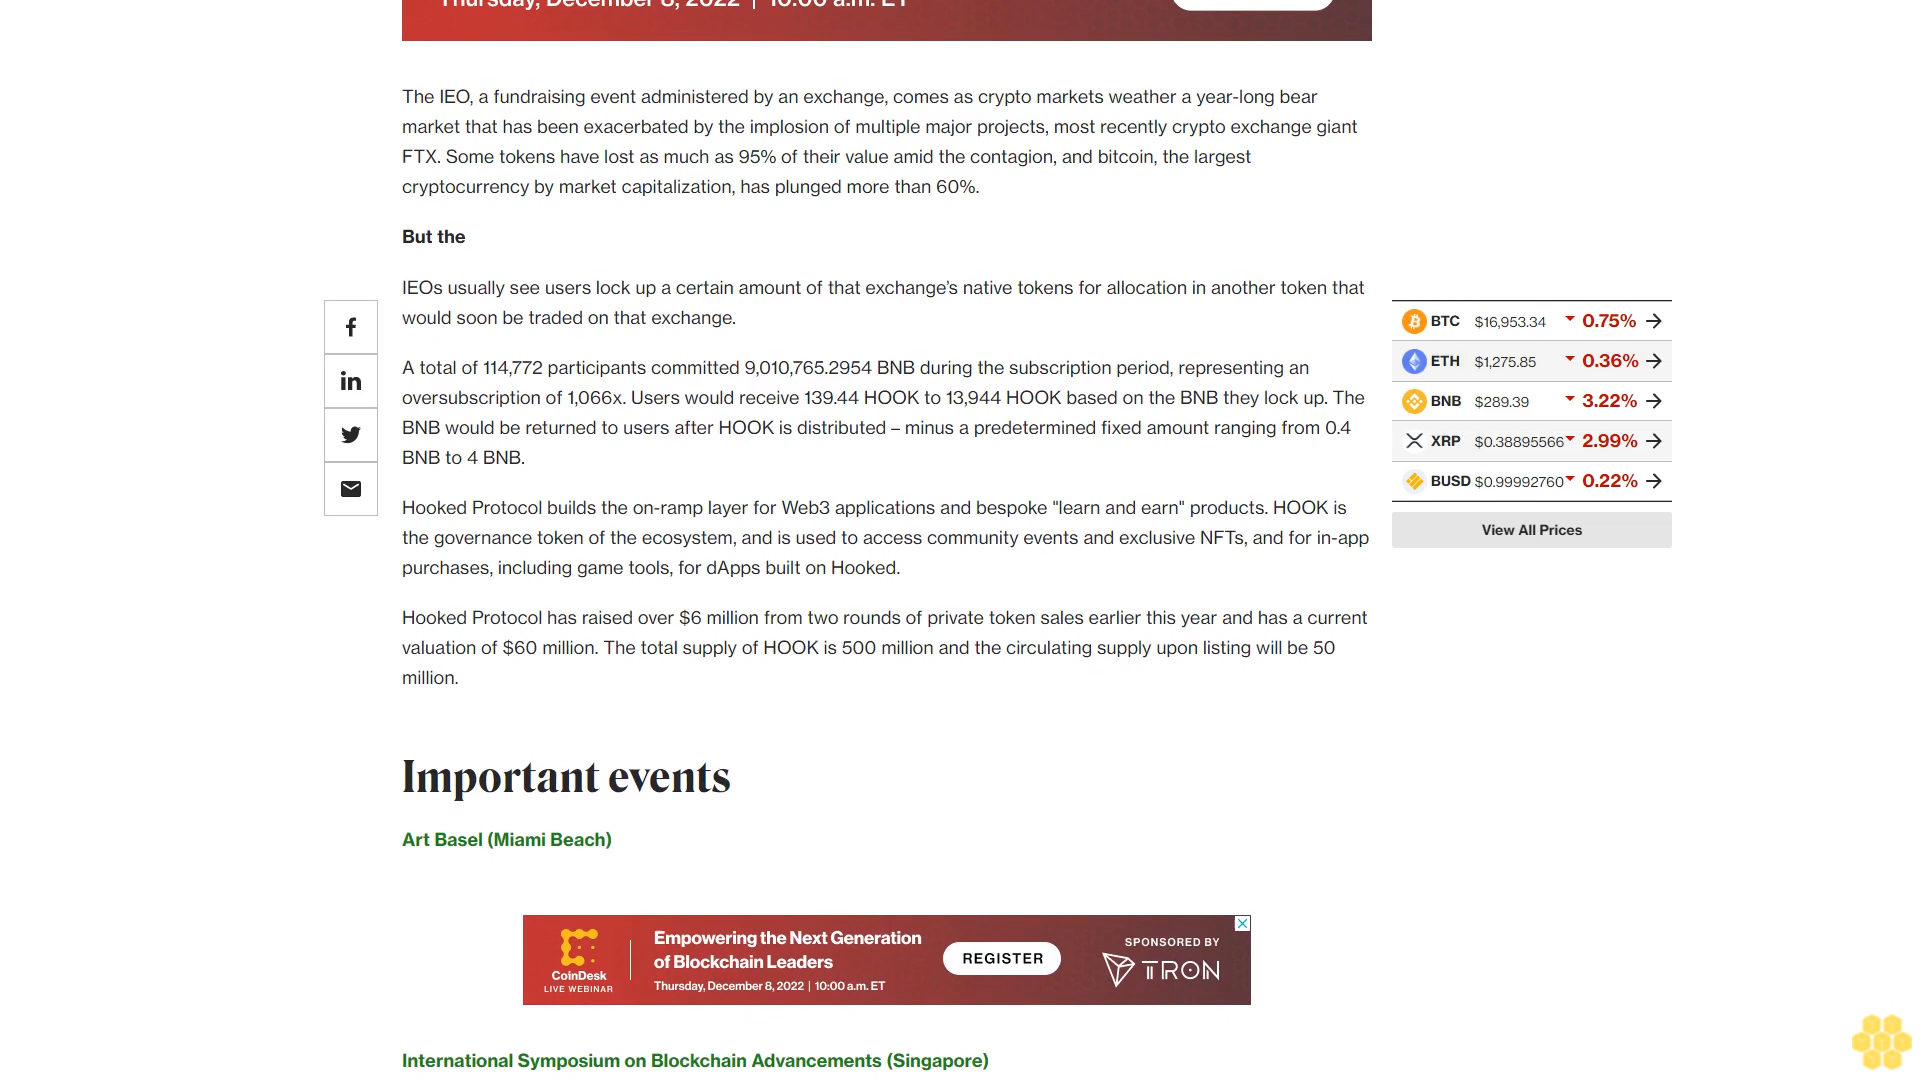 Thursday, December 8, 2022 | 10:00 a.m. ET
The IEO, a fundraising event administered by an exchange, comes as crypto markets weather a year-long bear
market that has been exacerbated by the implosion of multiple major projects, most recently crypto exchange giant
FTX. Some tokens have lost as much as 95% of their value amid the contagion, and bitcoin, the largest
cryptocurrency by market capitalization, has plunged more than 60%.
But the
IEOs usually see users lock up a certain amount of that exchange’s native tokens for allocation in another token that
would soon be traded on that exchange.
A total of 114,772 participants committed 9,010,765.2954 BNB during the subscription period, representing an
oversubscription of 1,066x. Users would receive 139.44 HOOK to 13,944 HOOK based on the BNB they lock up. The
BNB would be returned to users after HOOK is distributed – minus a predetermined fixed amount ranging from 0.4
BNB to 4 BNB.
Hooked Protocol builds the on-ramp layer for Web3 applications and bespoke "learn and earn" products. HOOK is
the governance token of the ecosystem, and is used to access community events and exclusive NFTs, and for in-app
purchases, including game tools, for dApps built on Hooked.
Hooked Protocol has raised over $6 million from two rounds of private token sales earlier this year and has a current
valuation of $60 million. The total supply of HOOK is 500 million and the circulating supply upon listing will be 50
million.
BTC $16,953.34 0.75%
ETH $1,275.85 0.36%
BNB $289.39 3.22%
XRP $0.38895566 2.99%
BUSD $0.99992760 0.22%
View All Prices
Important events
Art Basel (Miami Beach)
CoinDesk
LIVE WEBINAR
Empowering the Next Generation
of Blockchain Leaders
Thursday, December 8, 2022 | 10:00 a.m. ET
REGISTER
SPONSORED BY
TRON
International Symposium on Blockchain Advancements (Singapore)